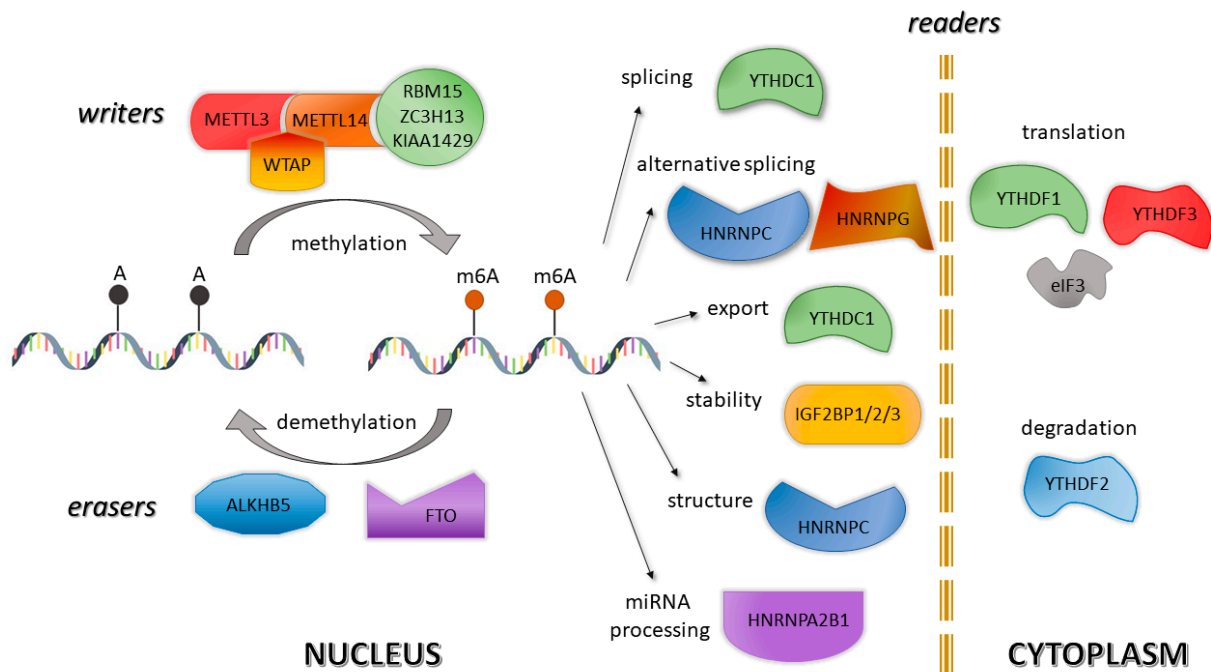 readers
writers
METTL3
METTL14
RBM15
ZC3H13
KIAA1429
WTAP
methylation
A
A
m6A
m6A
demethylation
erasers
ALKHB5
FTO
splicing
YTHDC1
alternative splicing
HNRNPC
HNRNPG
export
YTHDC1
stability
IGF2BP1/2/3
structure
HNRNPC
miRNA
processing
HNRNPA2B1
translation
YTHDF1
YTHDF3
eIF3
degradation
YTHDF2
NUCLEUS
CYTOPLASM